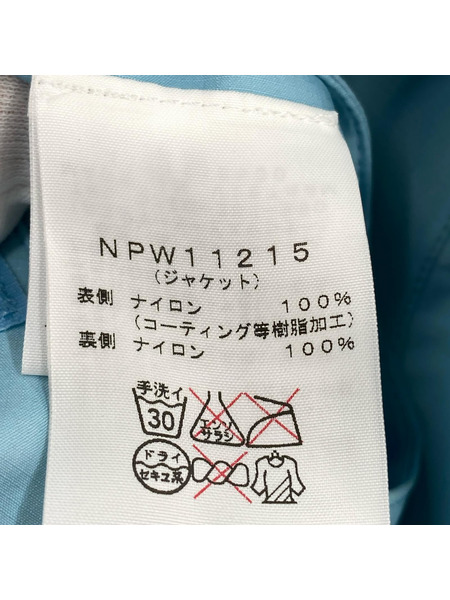 NPW11215
(ジャケット)
表側 ナイロン 100%
(コーティング等樹脂加工)
裏側 ナイロン 100%
手洗イ
30
エンソ
サラシ
ドライ
セキユ系